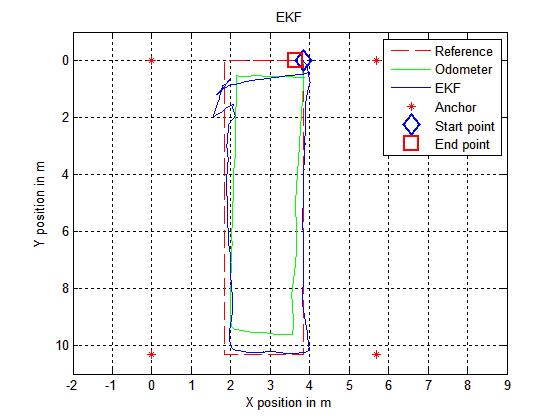 EKF
Reference
Odometer
EKF
Anchor
Start point
End point
0
2
4
6
8
10
Y position in m
-2 -1 0 1 2 3 4 5 6 7 8 9
X position in m